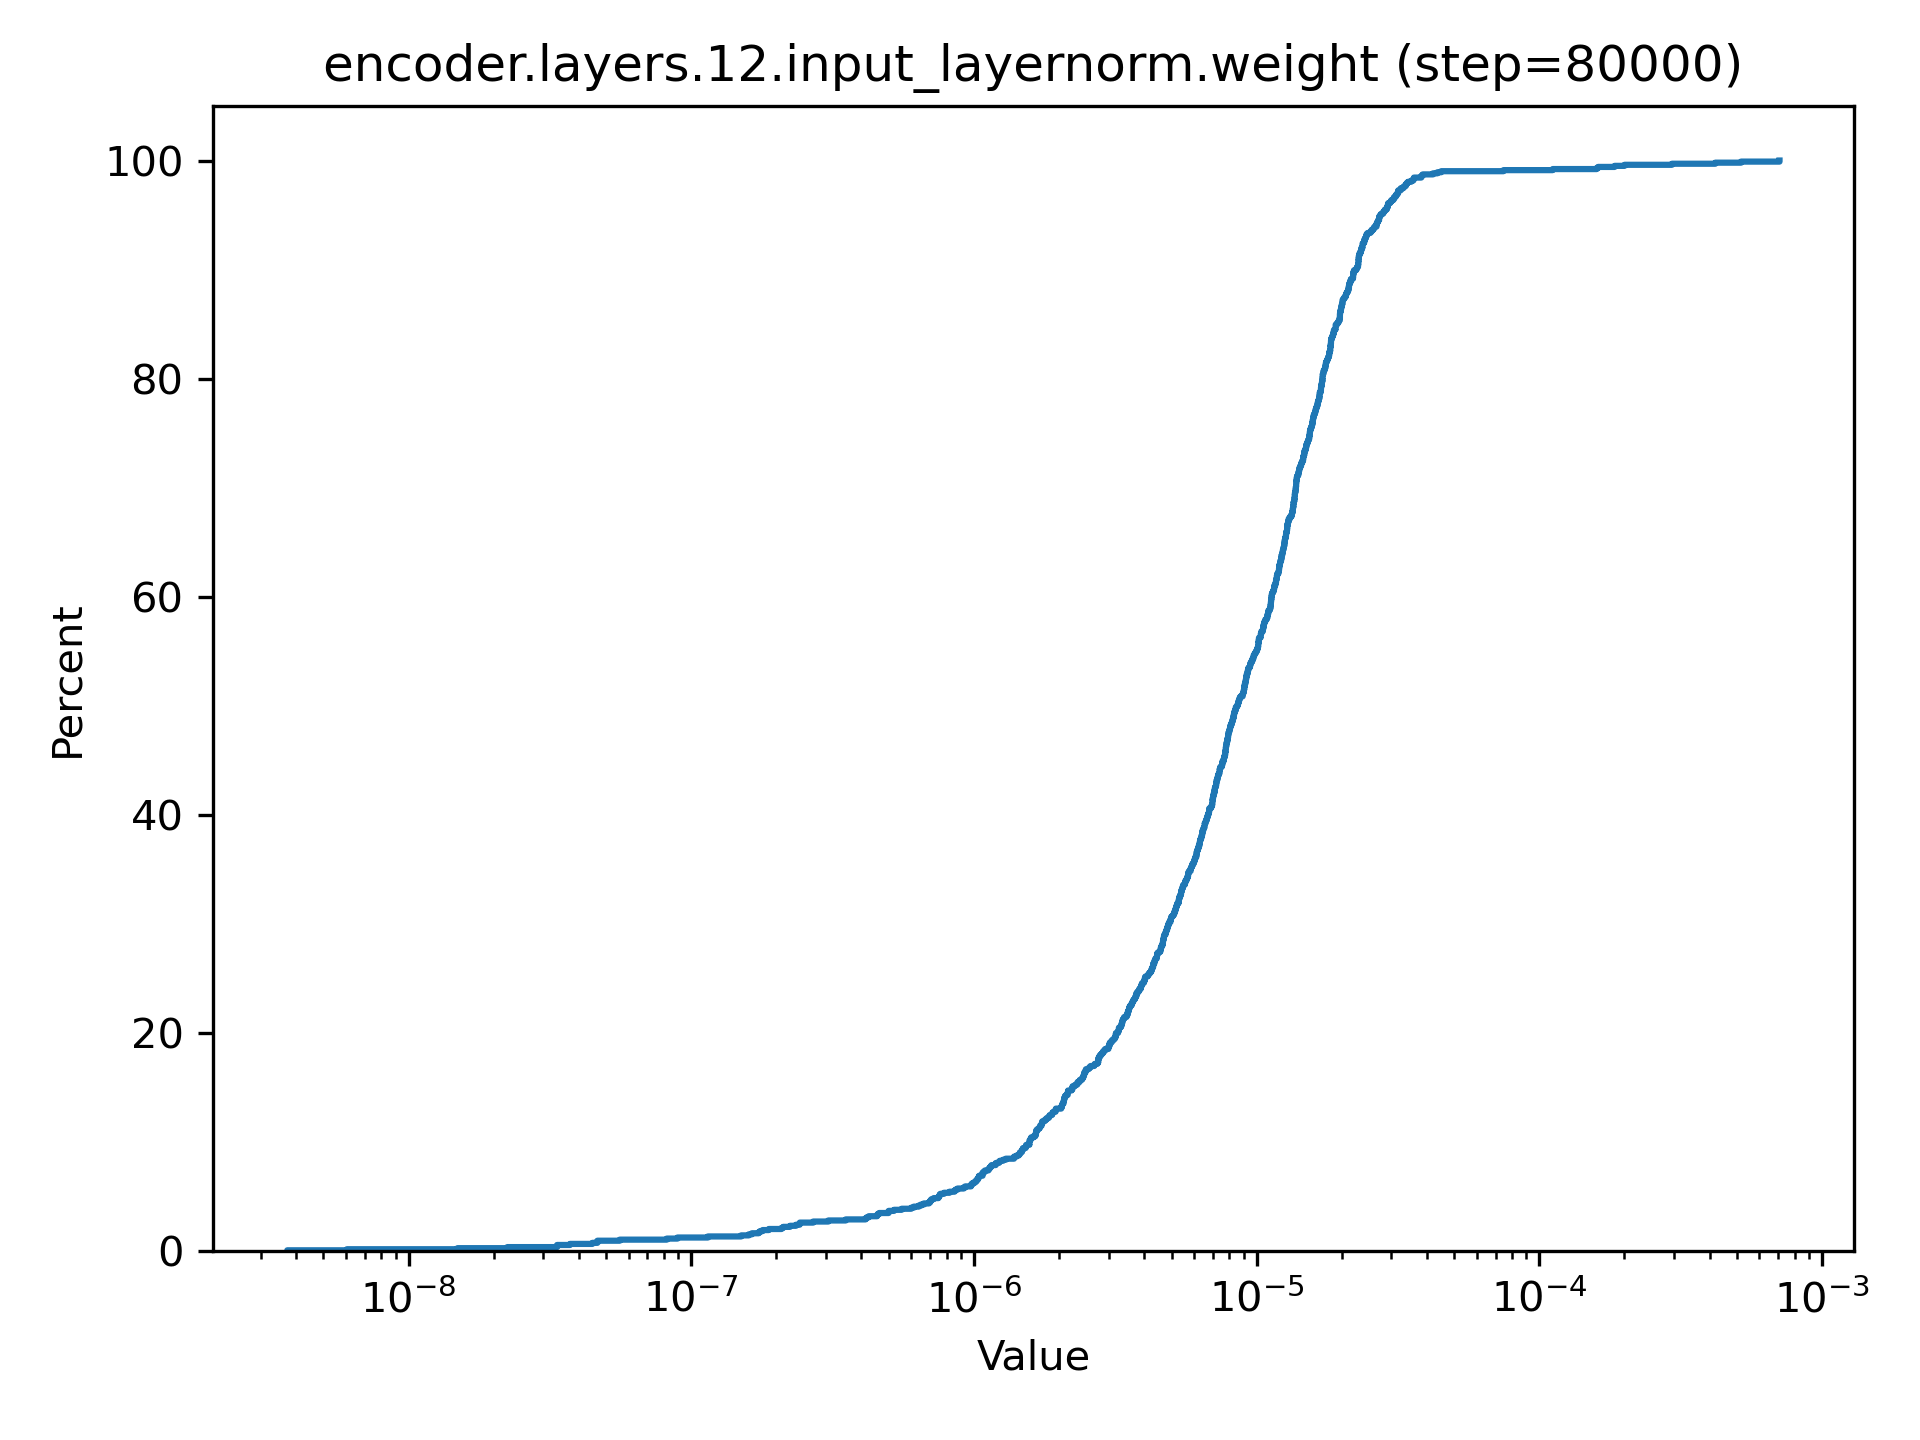 encoder.layers.12.input_layernorm.weight (step=80000)
100
80
60
40
20
0
Percent
10⁻⁸ 10⁻⁷ 10⁻⁶ 10⁻⁵ 10⁻⁴ 10⁻³
Value